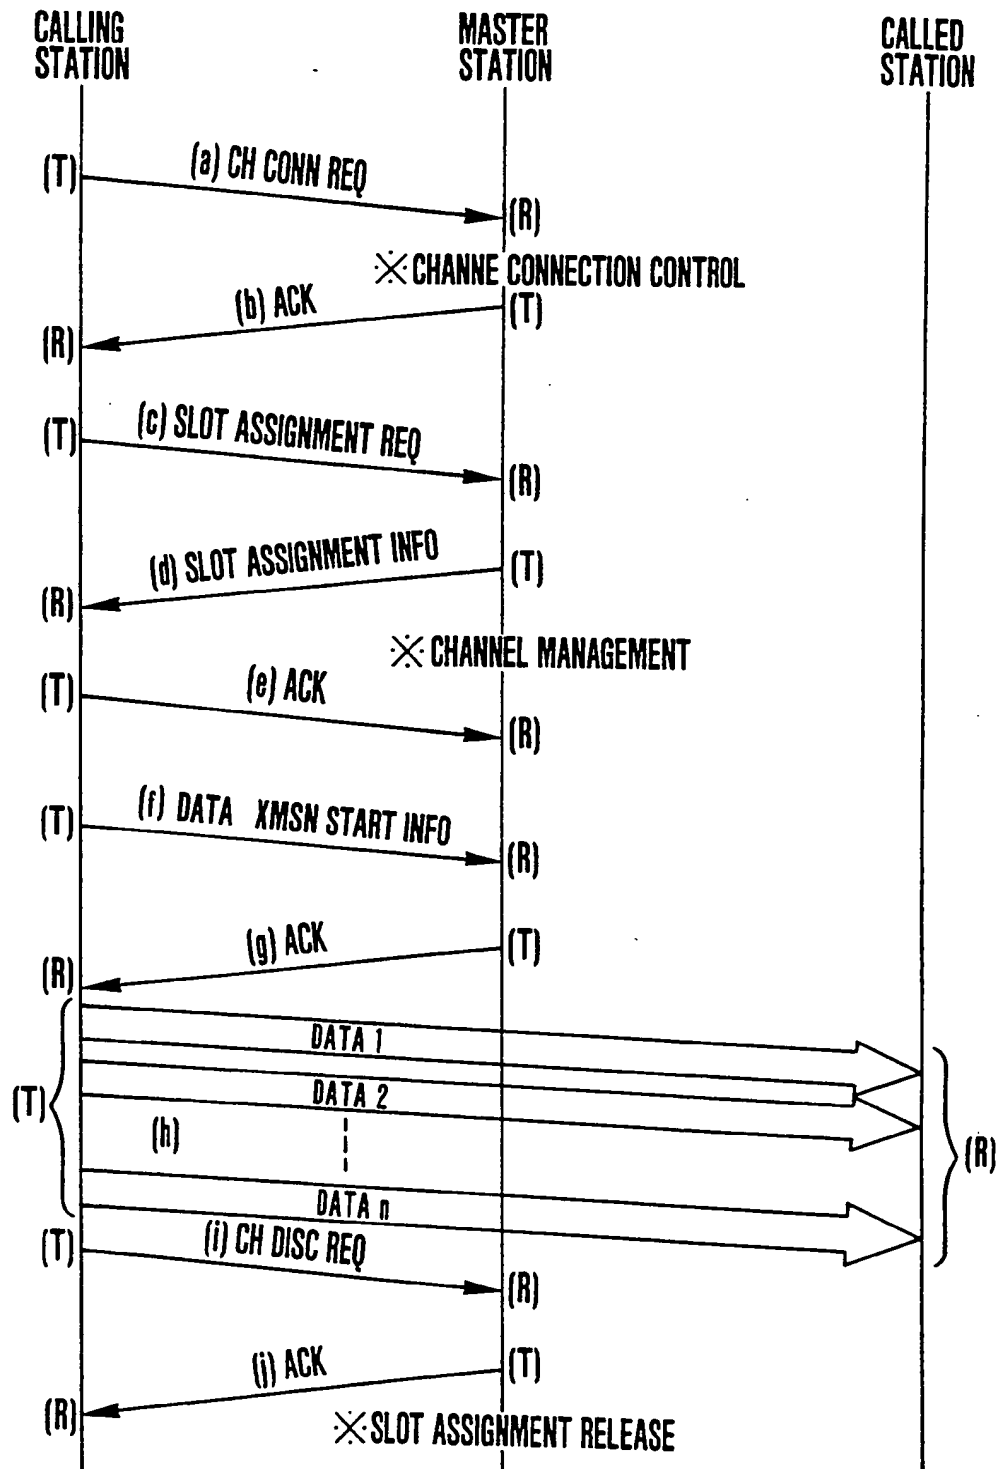 CALLING
STATION
MASTER
STATION
CALLED
STATION
(T)
(a) CH CONN REQ
(R)
※ CHANNE CONNECTION CONTROL
(b) ACK
(T)
(R)
(T)
(c) SLOT ASSIGNMENT REQ
(R)
(d) SLOT ASSIGNMENT INFO
(T)
(R)
※ CHANNEL MANAGEMENT
(T)
(e) ACK
(R)
(T)
(f) DATA XMSN START INFO
(R)
(g) ACK
(T)
(R)
DATA 1
(T)
DATA 2
(h)
(R)
DATA n
(T)
(i) CH DISC REQ
(R)
(j) ACK
(T)
(R)
※ SLOT ASSIGNMENT RELEASE